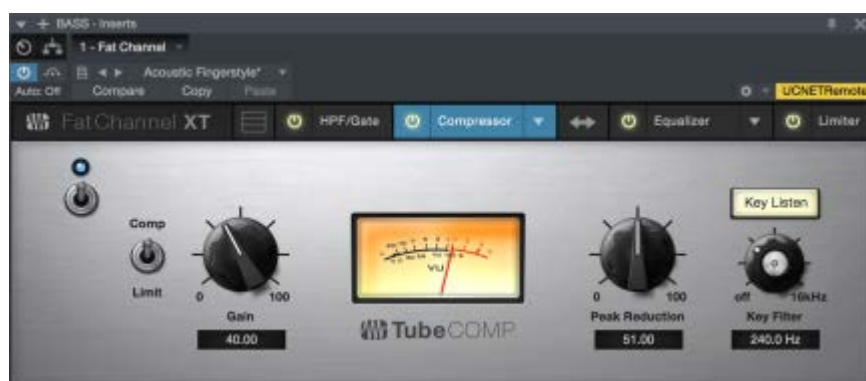 BASS - Inserts
1 - Fat Channel
Acoustic Fingerstyle*
Auto: Off Compare Copy Paste UCNETRemote
FatChannel XT HPF/Gate Compressor Equalizer Limiter
Key Listen
Comp
Limit
VU
0 100
0 100
off 16kHz
Gain
TubeCOMP
Peak Reduction
Key Filter
40.00
51.00
240.0 Hz